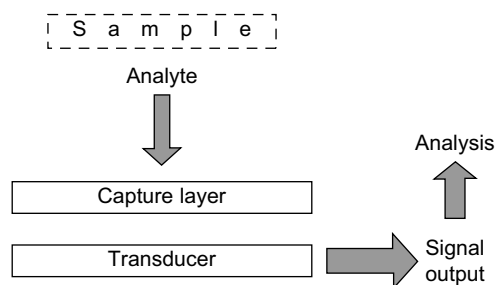 S a m p l e
Analyte
Capture layer
Transducer
Signal
output
Analysis